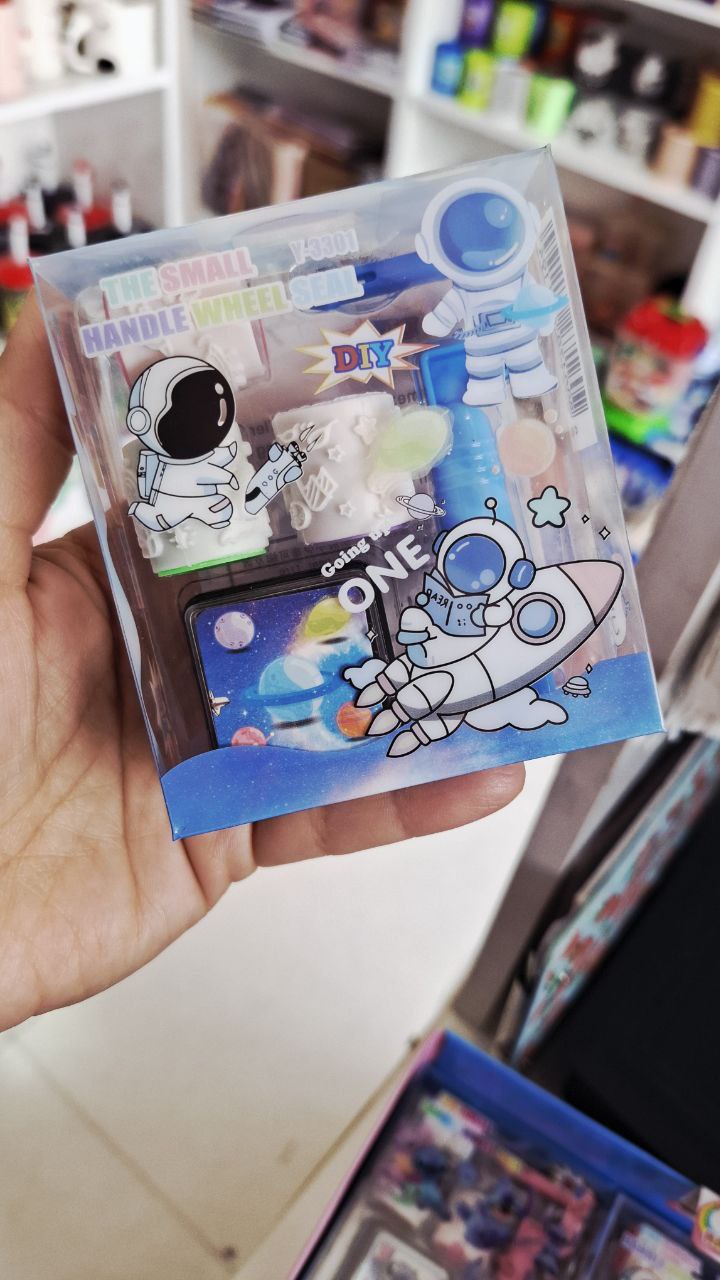 Y-3301
THE SMALL
HANDLE WHEEL SEAL
DIY
Going by
ONE
READ